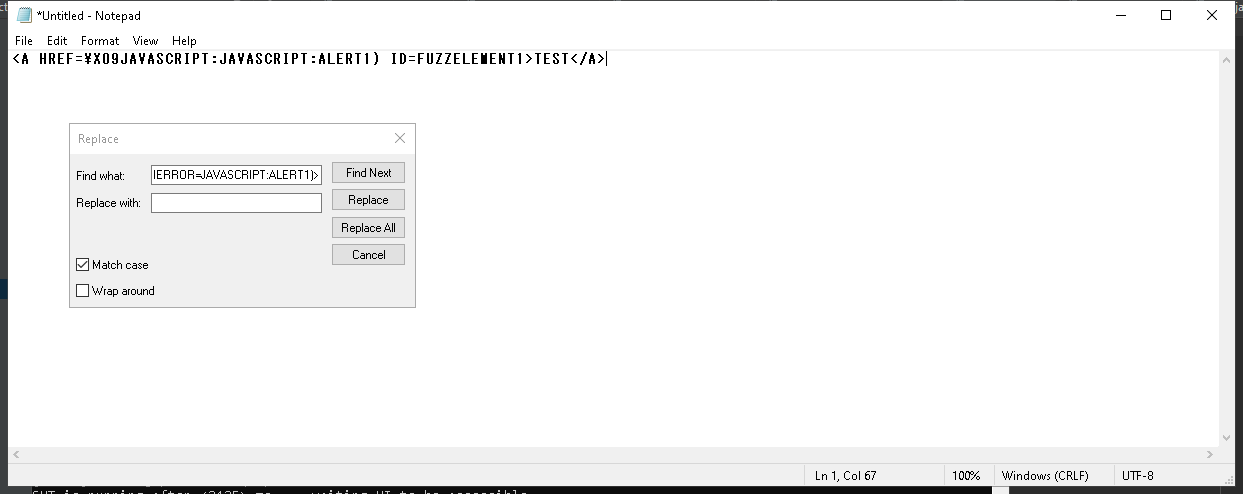 *Untitled - Notepad
File Edit Format View Help
<A HREF=¥X09JAVASCRIPT:JAVASCRIPT:ALERT1) ID=FUZZELEMENT1>TEST</A>
Replace
Find what: IERROR=JAVASCRIPT:ALERT1)>
Find Next
Replace with:
Replace
Replace All
Cancel
Match case
Wrap around
Ln 1, Col 67 100% Windows (CRLF) UTF-8